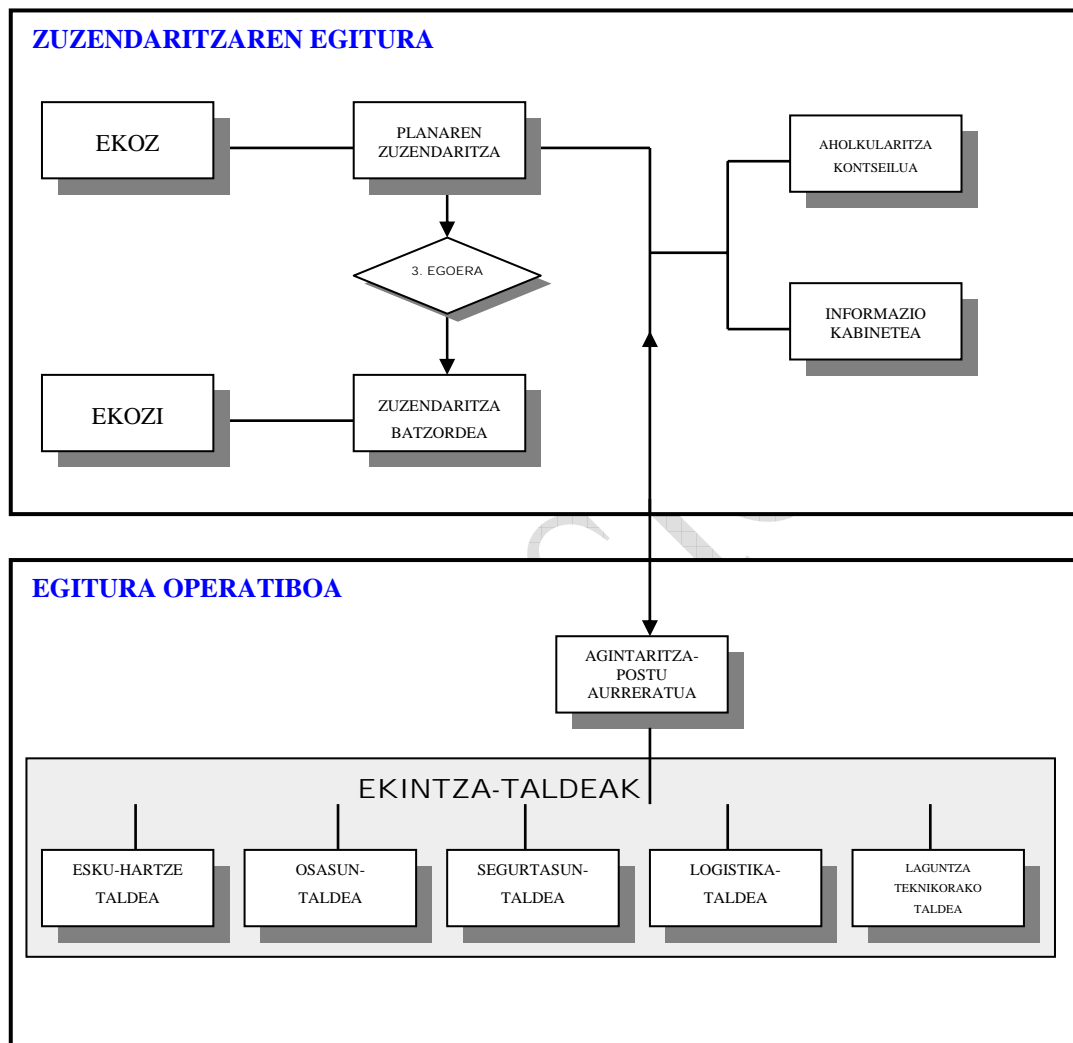 ZUZENDARITZAREN EGITURA
EKOZ
PLANAREN
ZUZENDARITZA
AHOLKULARITZA
KONTSEILUA
3. EGOERA
INFORMAZIO
KABINETEA
EKOZI
ZUZENDARITZA
BATZORDEA
EGITURA OPERATIBOA
AGINTARITZA-
POSTU
AURRERATUA
EKINTZA-TALDEAK
ESKU-HARTZE
TALDEA
OSASUN-
TALDEA
SEGURTASUN-
TALDEA
LOGISTIKA-
TALDEA
LAGUNTZA
TEKNIKORAKO
TALDEA